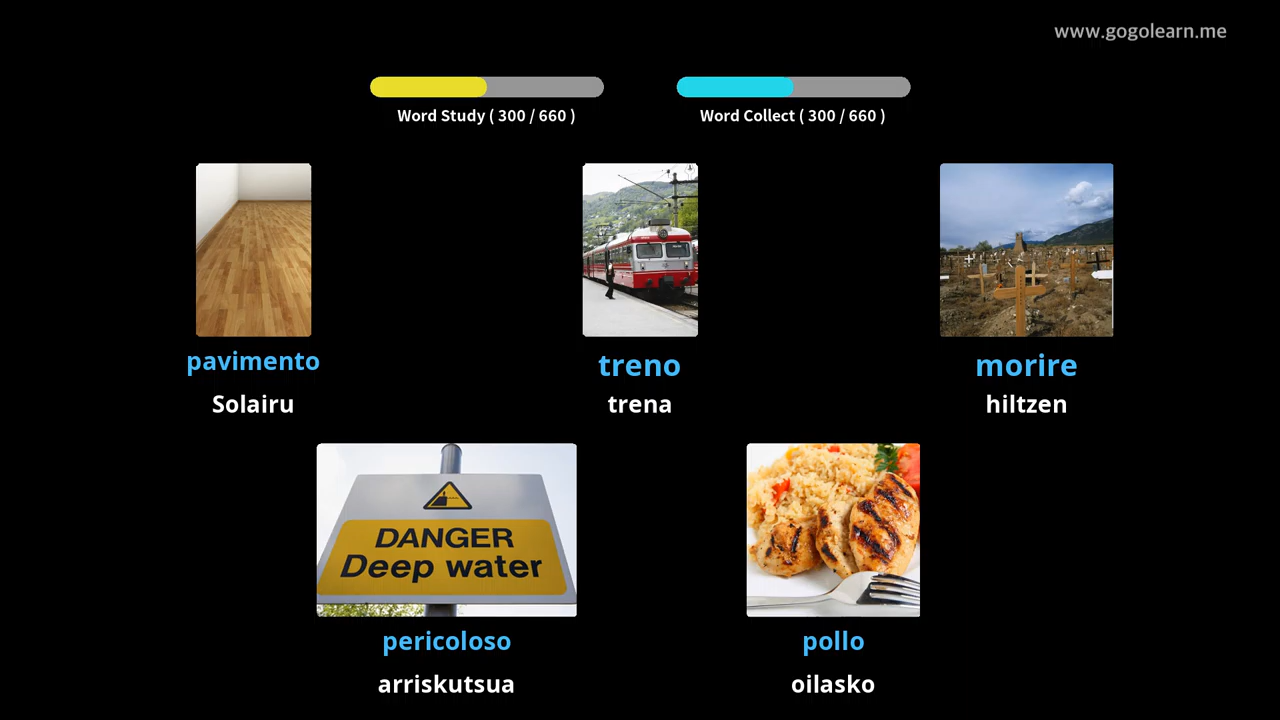 www.gogolearn.me
Word Study ( 300 / 660 )
Word Collect ( 300 / 660 )
pavimento
Solairu
treno
trena
morire
hiltzen
DANGER
Deep water
pericoloso
arriskutsua
pollo
oilasko